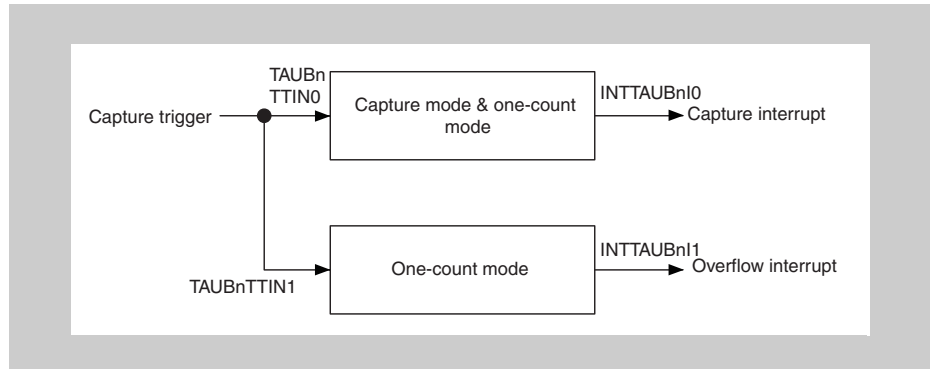 TAUBn
TTIN0
Capture trigger
Capture mode & one-count
mode
INTTAUBnI0
Capture interrupt
TAUBnTTIN1
One-count mode
INTTAUBnI1
Overflow interrupt